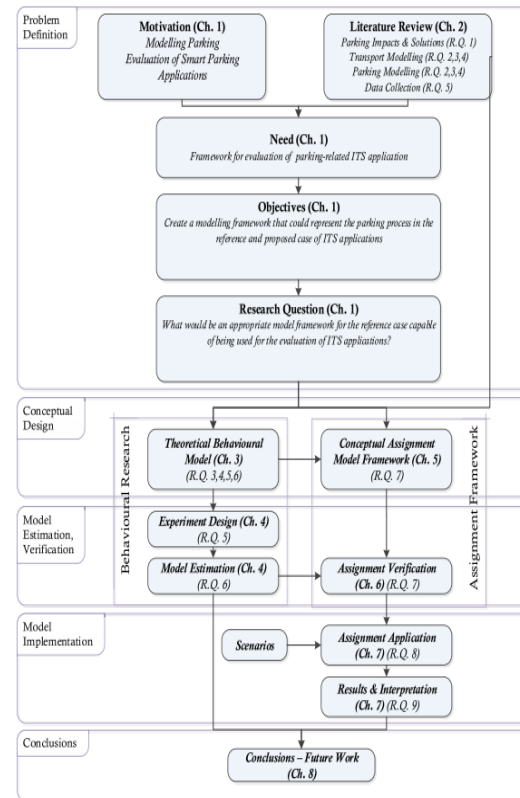 Problem
Definition
Motivation (Ch. 1)
Modelling Parking
Evaluation of Smart Parking
Applications
Literature Review (Ch. 2)
Parking Impacts & Solutions (R.Q. 1)
Transport Modelling (R.Q. 2,3,4)
Parking Modelling (R.Q. 2,3,4)
Data Collection (R.Q. 5)
Need (Ch. 1)
Framework for evaluation of parking-related ITS application
Objectives (Ch. 1)
Create a modelling framework that could represent the parking process in the
reference and proposed case of ITS applications
Research Question (Ch. 1)
What would be an appropriate model framework for the reference case capable
of being used for the evaluation of ITS applications?
Conceptual
Design
Behavioural Research
Theoretical Behavioural
Model (Ch. 3)
(R.Q. 3,4,5,6)
Conceptual Assignment
Model Framework (Ch. 5)
(R.Q. 7)
Assignment Framework
Model
Estimation,
Verification
Experiment Design (Ch. 4)
(R.Q. 5)
Model Estimation (Ch. 4)
(R.Q. 6)
Assignment Verification
(Ch. 6) (R.Q. 7)
Model
Implementation
Scenarios
Assignment Application
(Ch. 7) (R.Q. 8)
Results & Interpretation
(Ch. 7) (R.Q. 9)
Conclusions
Conclusions – Future Work
(Ch. 8)